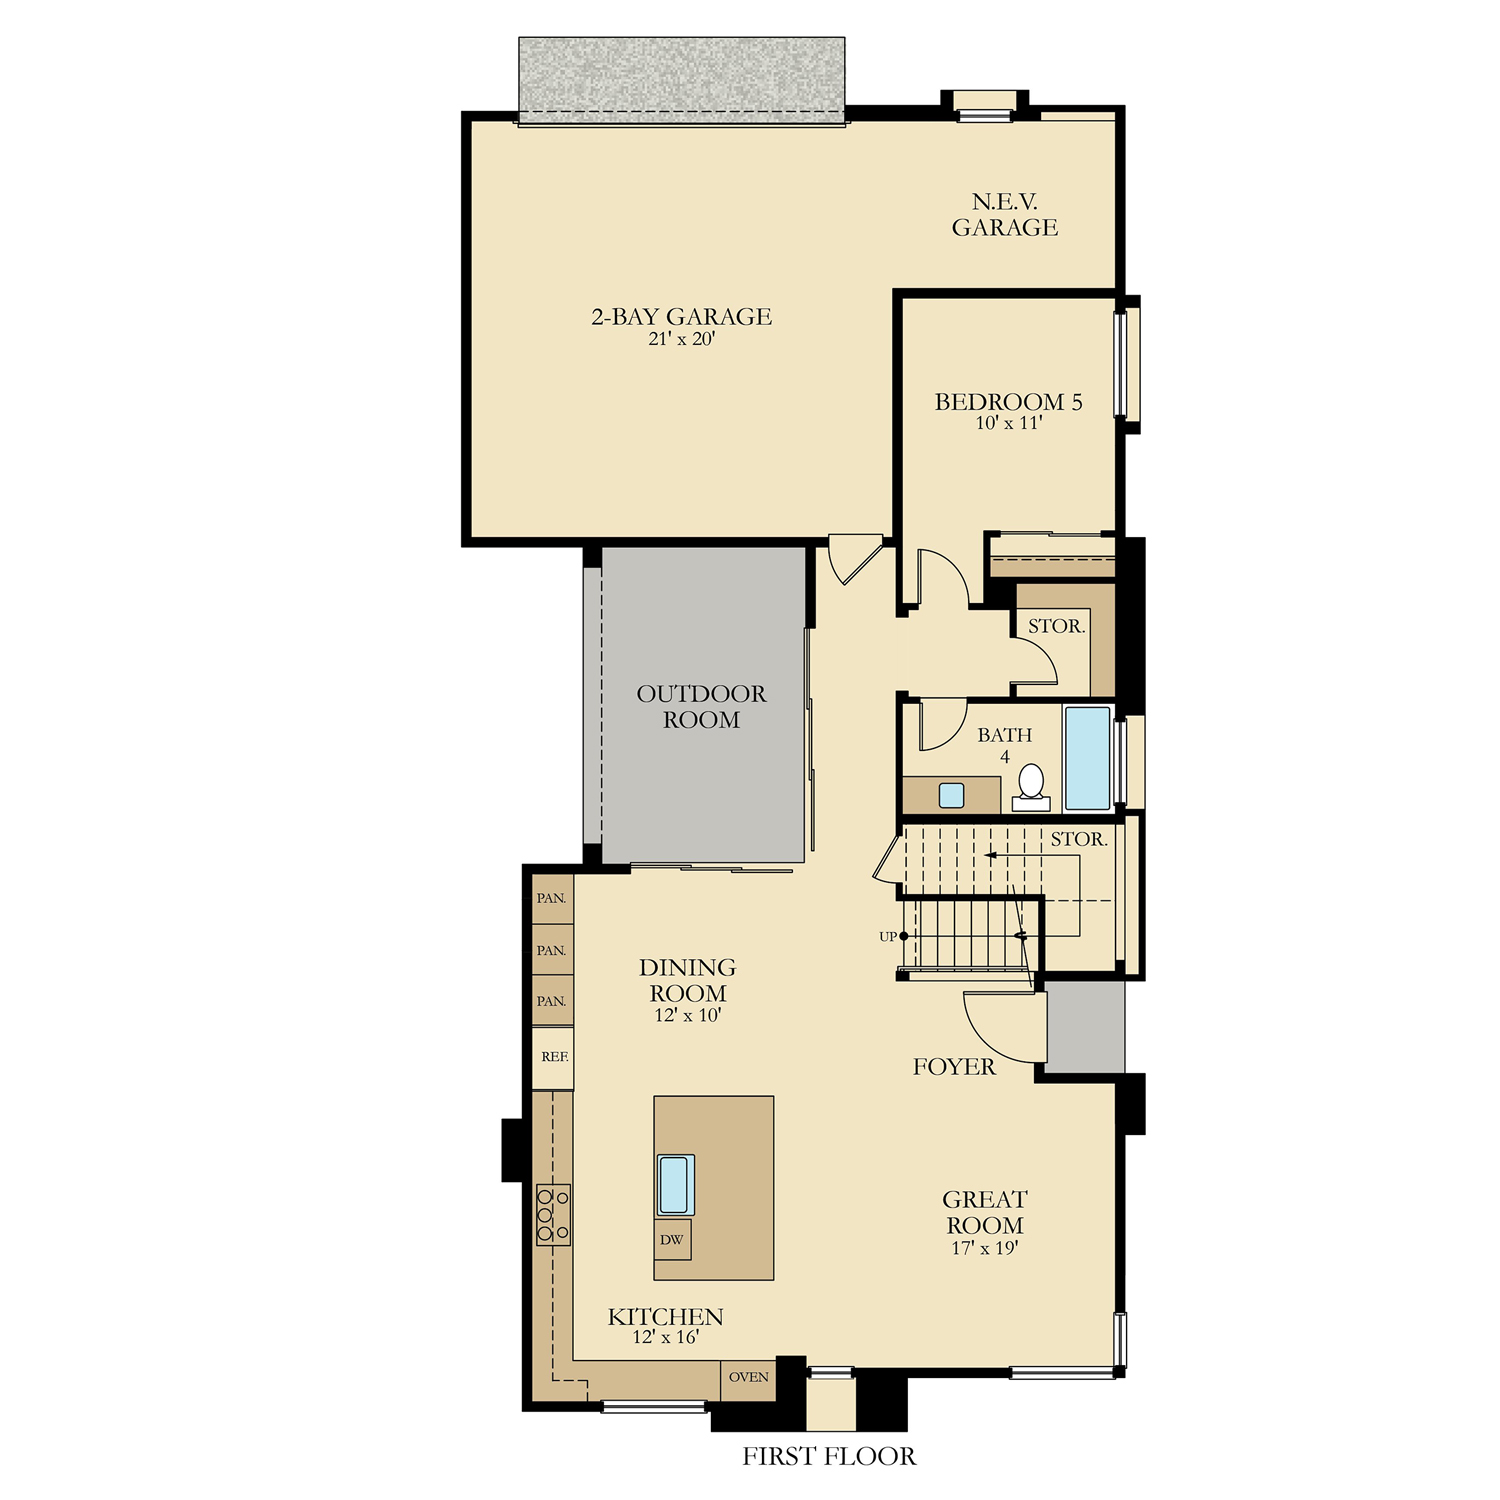 N.E.V.
GARAGE
2-BAY GARAGE
21' x 20'
BEDROOM 5
10' x 11'
STOR.
OUTDOOR
ROOM
BATH
4
STOR.
PAN.
UP
PAN.
DINING
ROOM
12' x 10'
PAN.
REF.
FOYER
GREAT
ROOM
17' x 19'
DW
KITCHEN
12' x 16'
OVEN
FIRST FLOOR